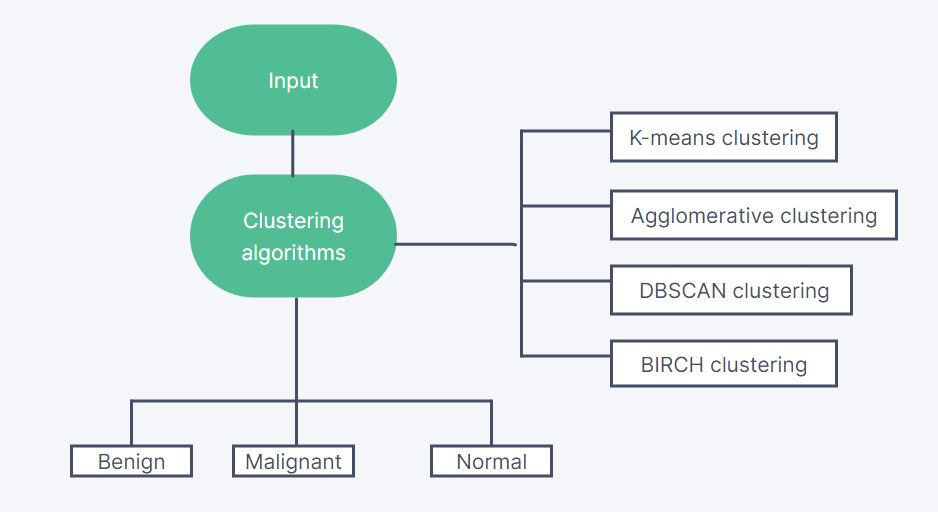 Input
Clustering
algorithms
K-means clustering
Agglomerative clustering
DBSCAN clustering
BIRCH clustering
Benign
Malignant
Normal